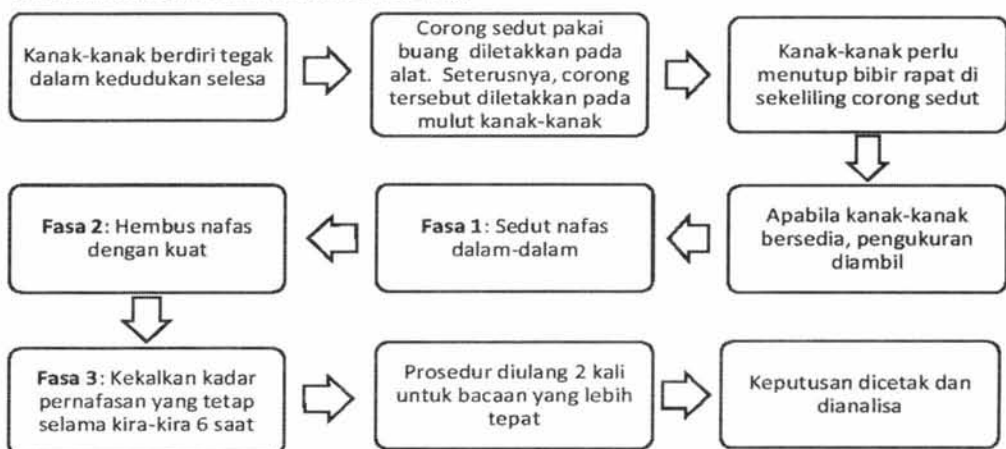 Kanak-kanak berdiri tegak
dalam kedudukan selesa
Corong sedut pakai
buang diletakkan pada
alat. Seterusnya, corong
tersebut diletakkan pada
mulut kanak-kanak
Kanak-kanak perlu
menutup bibir rapat di
sekeliling corong sedut
Apabila kanak-kanak
bersedia, pengukuran
diambil
Fasa 1: Sedut nafas
dalam-dalam
Fasa 2: Hembus nafas
dengan kuat
Fasa 3: Kekalkan kadar
pernafasan yang tetap
selama kira-kira 6 saat
Prosedur diulang 2 kali
untuk bacaan yang lebih
tepat
Keputusan dicetak dan
dianalisa